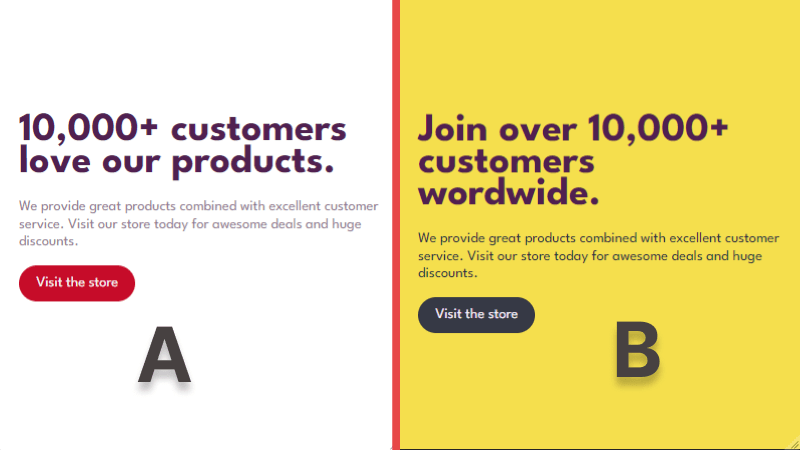 10,000+ customers
love our products.
We provide great products combined with excellent customer
service. Visit our store today for awesome deals and huge
discounts.
Visit the store
A
Join over 10,000+
customers
wordwide.
We provide great products combined with excellent customer
service. Visit our store today for awesome deals and huge
discounts.
Visit the store
B